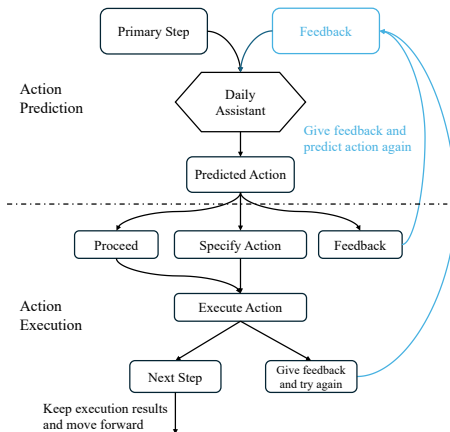 Primary Step
Feedback
Action
Prediction
Daily
Assistant
Give feedback and
predict action again
Predicted Action
Proceed
Specify Action
Feedback
Action
Execution
Execute Action
Next Step
Give feedback
and try again
Keep execution results
and move forward